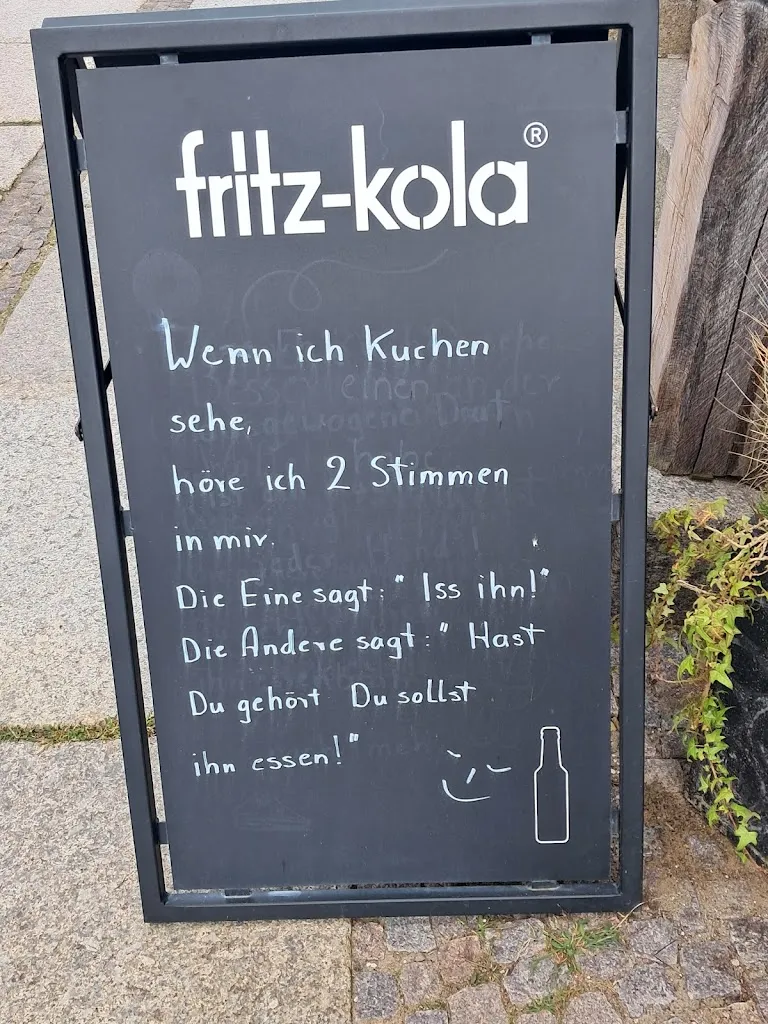 fritz-kola®
Wenn ich Kuchen
sehe,
höre ich 2 Stimmen
in mir.
Die Eine sagt:" Iss ihn!"
Die Andere sagt:" Hast
Du gehört Du sollst
ihn essen!"